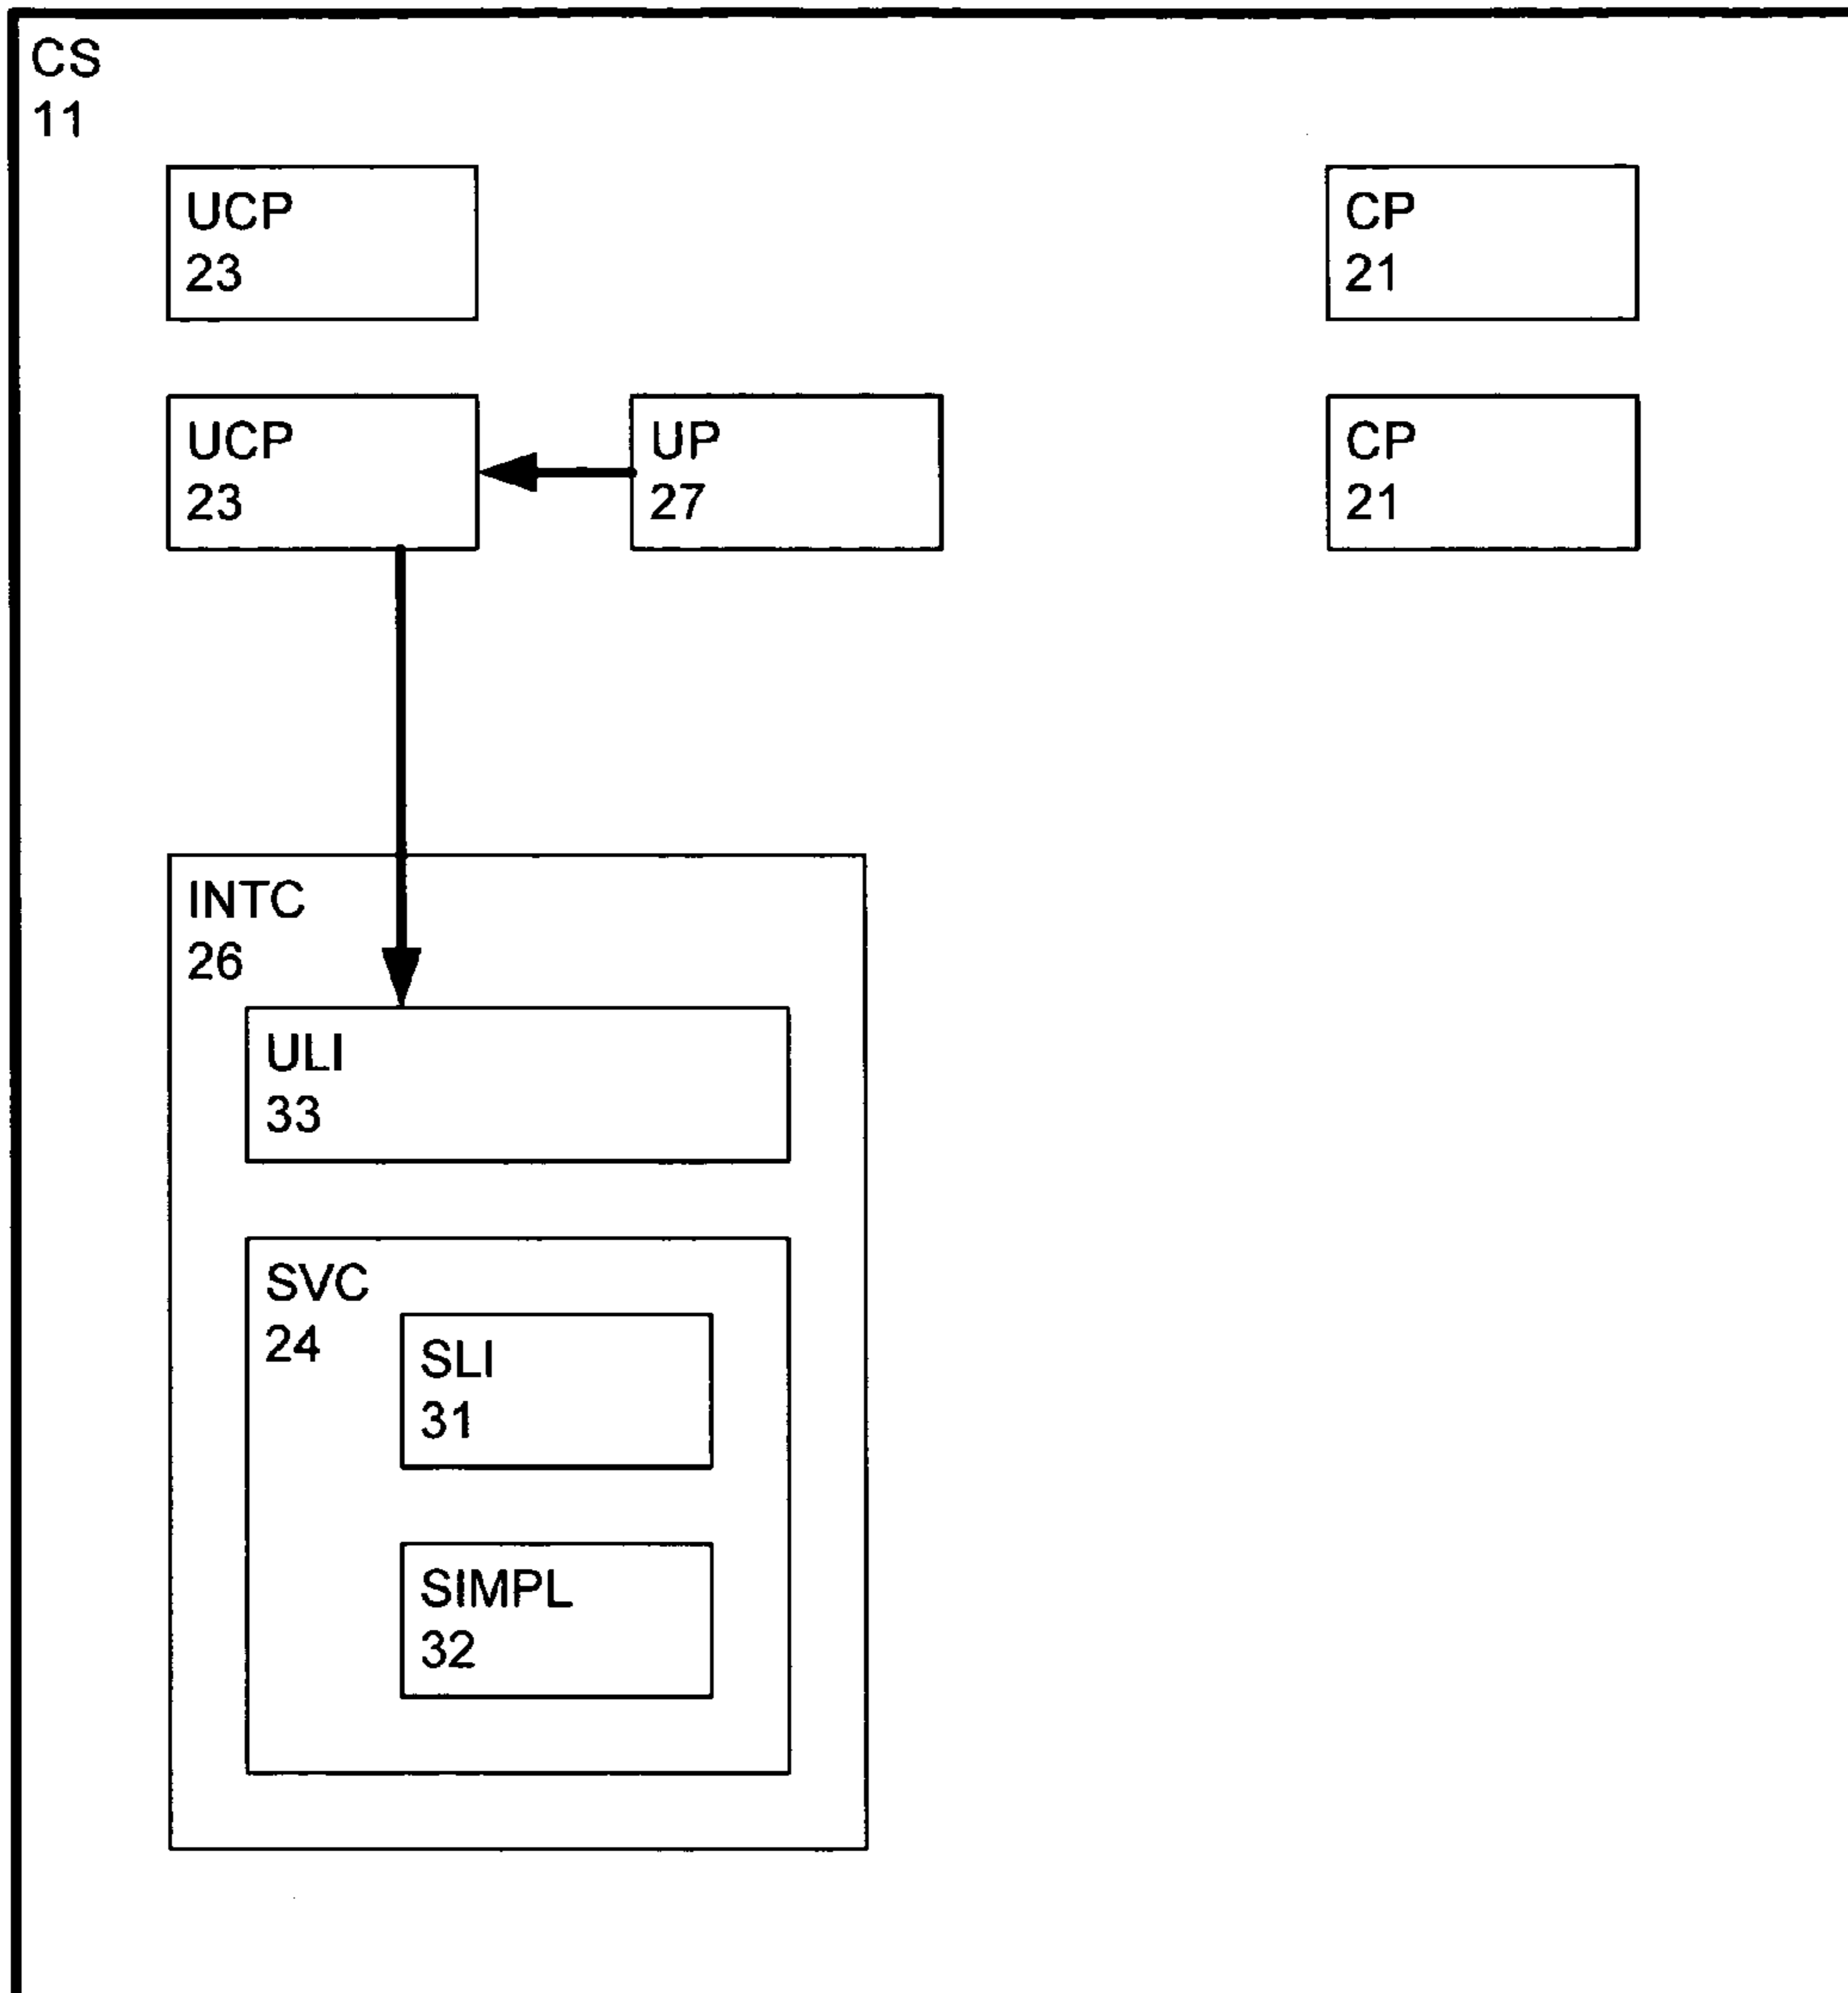 CS
11
UCP
23
CP
21
UCP
23
UP
27
CP
21
INTC
26
ULI
33
SVC
24
SLI
31
SIMPL
32